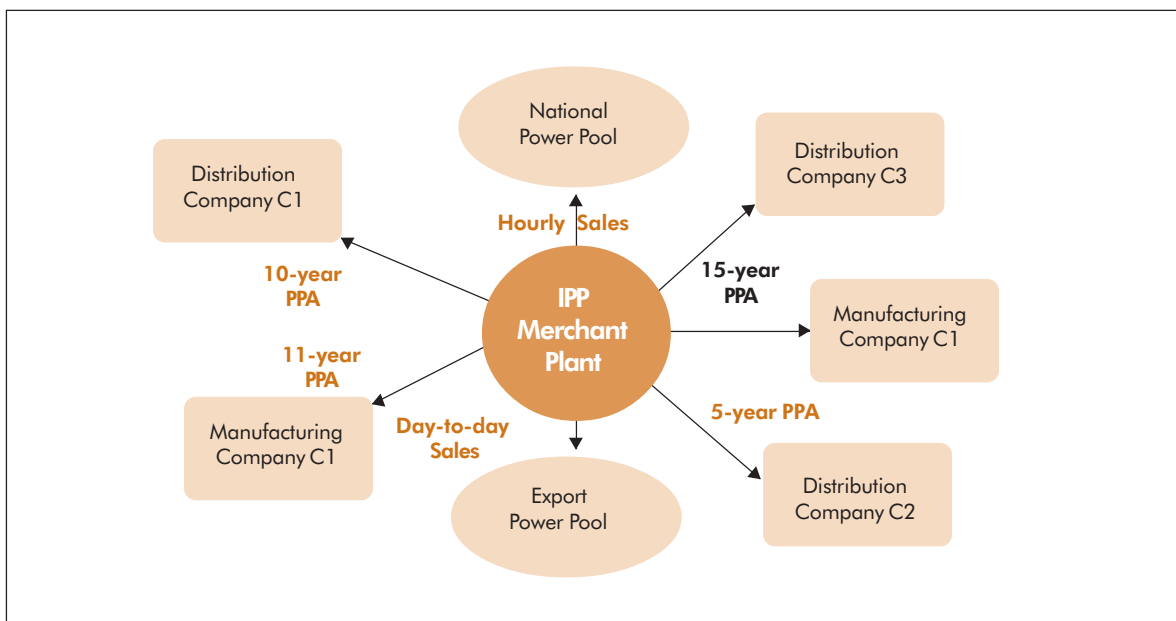 National
Power Pool
Distribution
Company C1
Distribution
Company C3
Hourly Sales
10-year
PPA
IPP
Merchant
Plant
15-year
PPA
Manufacturing
Company C1
11-year
PPA
Manufacturing
Company C1
Day-to-day
Sales
5-year PPA
Export
Power Pool
Distribution
Company C2